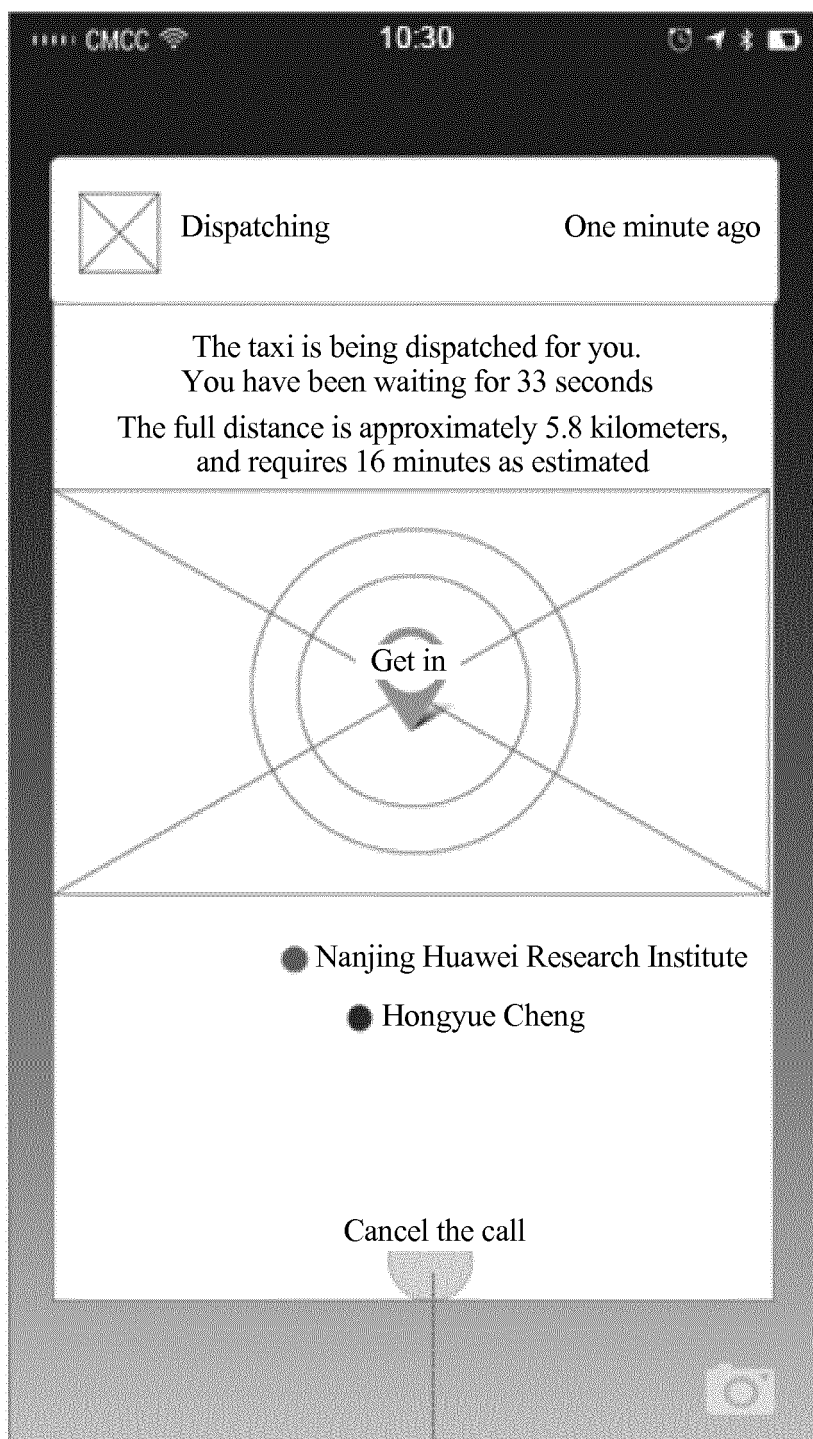 CMCC 10:30
Dispatching One minute ago
The taxi is being dispatched for you.
You have been waiting for 33 seconds
The full distance is approximately 5.8 kilometers,
and requires 16 minutes as estimated
Get in
Nanjing Huawei Research Institute
Hongyue Cheng
Cancel the call